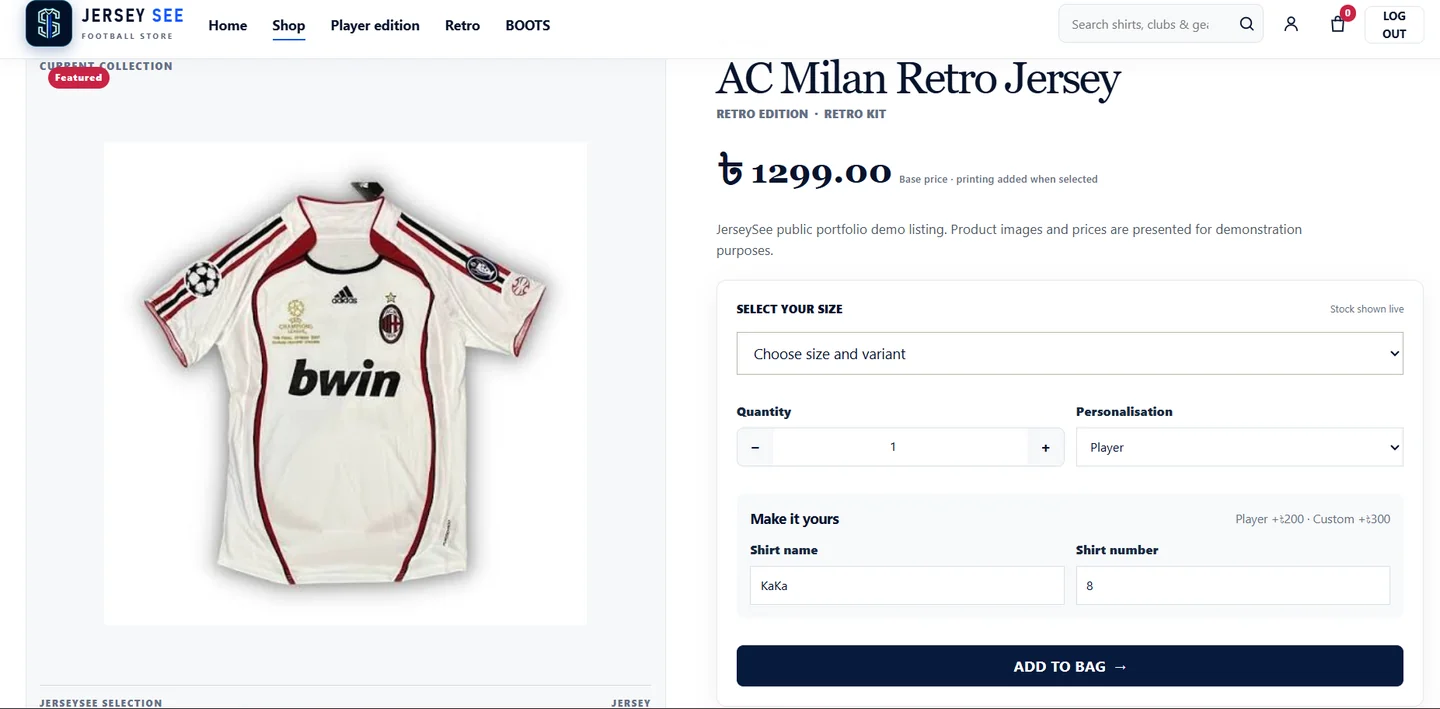 JERSEY SEE
FOOTBALL STORE
Home
Shop
Player edition
Retro
BOOTS
Search shirts, clubs & gea
0
LOG
OUT
CURRENT COLLECTION
Featured
adidas
CHAMPIONS
LEAGUE
bwin
JERSEYSEE SELECTION
JERSEY
AC Milan Retro Jersey
RETRO EDITION · RETRO KIT
৳ 1299.00 Base price · printing added when selected
JerseySee public portfolio demo listing. Product images and prices are presented for demonstration
purposes.
SELECT YOUR SIZE
Stock shown live
Choose size and variant
Quantity
Personalisation
− 1 +
Player
Make it yours
Player +৳200 · Custom +৳300
Shirt name
Shirt number
KaKa
8
ADD TO BAG →